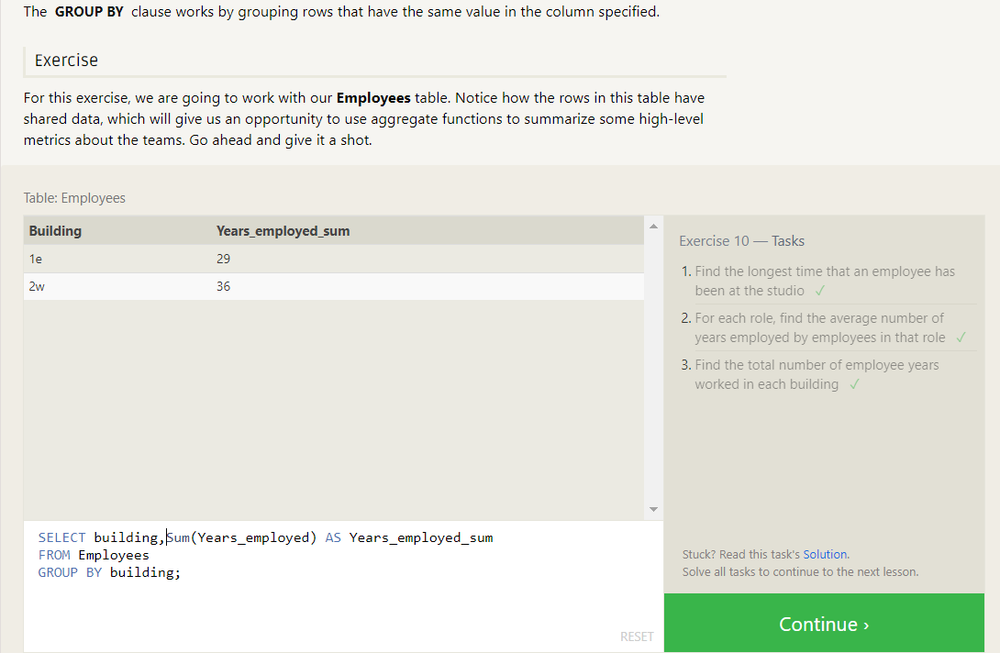 The GROUP BY clause works by grouping rows that have the same value in the column specified.
Exercise
For this exercise, we are going to work with our Employees table. Notice how the rows in this table have
shared data, which will give us an opportunity to use aggregate functions to summarize some high-level
metrics about the teams. Go ahead and give it a shot.
Table: Employees
Building Years_employed_sum
1e 29
2w 36
SELECT building,Sum(Years_employed) AS Years_employed_sum
FROM Employees
GROUP BY building;
RESET
Exercise 10 — Tasks
1. Find the longest time that an employee has
been at the studio ✓
2. For each role, find the average number of
years employed by employees in that role ✓
3. Find the total number of employee years
worked in each building ✓
Stuck? Read this task's Solution.
Solve all tasks to continue to the next lesson.
Continue ›